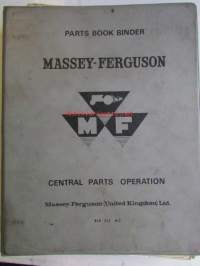 PARTS BOOK BINDER
MASSEY-FERGUSON
M F
CENTRAL PARTS OPERATION
Massey-Ferguson (United Kingdom) Ltd.